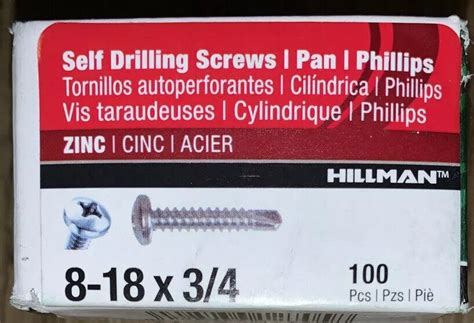 Self Drilling Screws | Pan | Phillips
Tornillos autoperforantes | Cilíndrica | Phillips
Vis taraudeuses | Cylindrique | Phillips
ZINC | CINC | ACIER
HILLMAN™
8-18 x 3/4
100
Pcs | Pzs | Piè